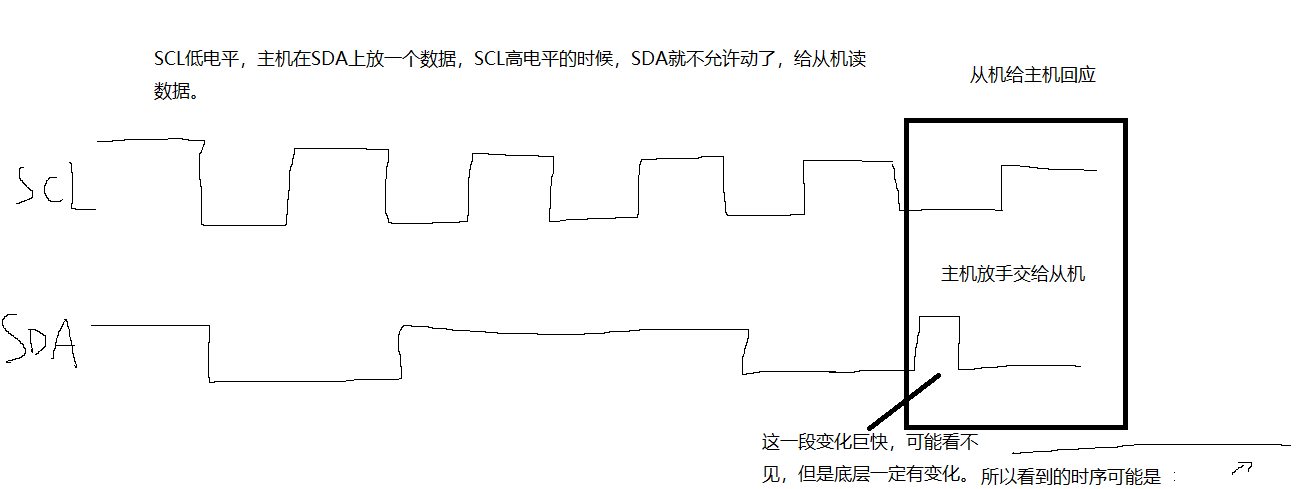 SCL低电平，主机在SDA上放一个数据，SCL高电平的时候，SDA就不允许动了，给从机读
数据。
从机给主机回应
SCL
主机放手交给从机
SDA
这一段变化巨快，可能看不
见，但是底层一定有变化。
所以看到的时序可能是：